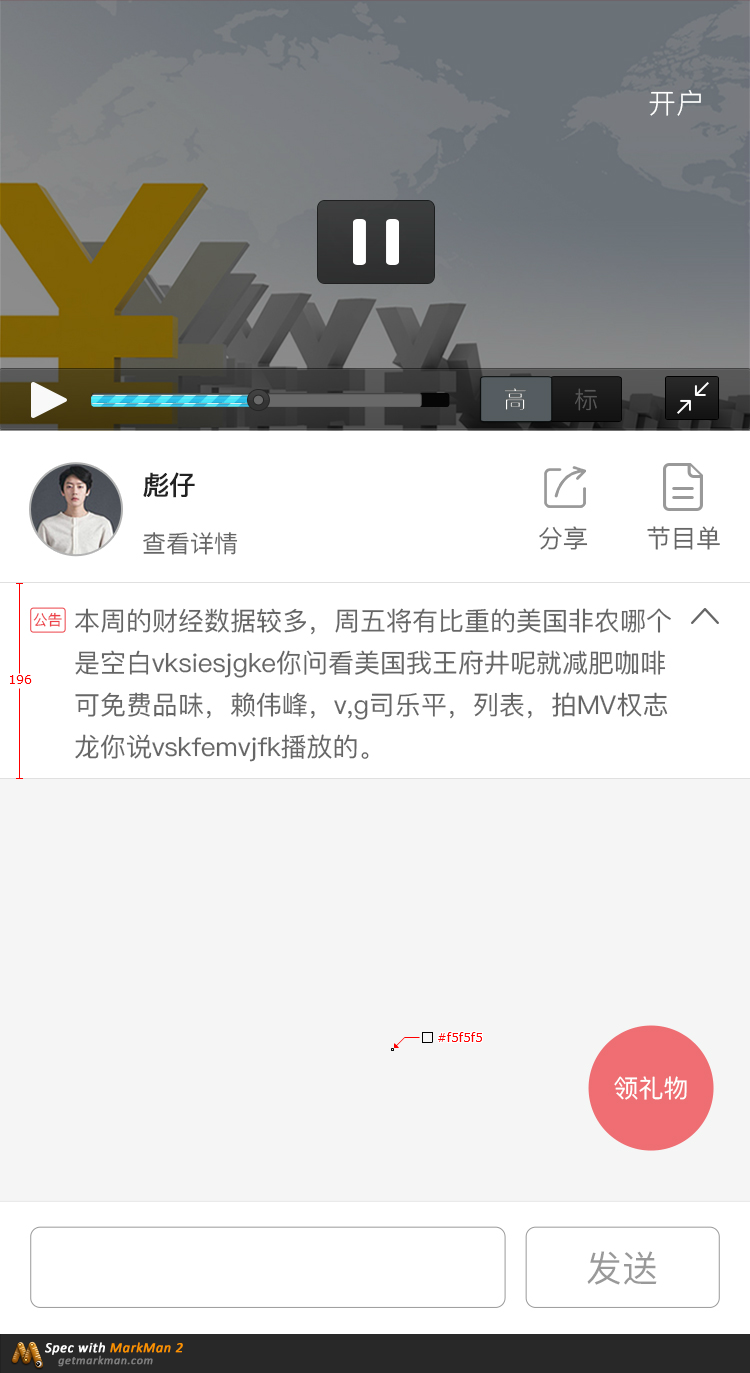 开户
高 标
彪仔
查看详情
分享 节目单
公告 本周的财经数据较多，周五将有比重的美国非农哪个
是空白vksiesjgke你问看美国我王府井呢就减肥咖啡
可免费品味，赖伟峰，v,g司乐平，列表，拍MV权志
龙你说vskfemvjfk播放的。
196
#f5f5f5
领礼物
发送
Spec with MarkMan 2
getmarkman.com